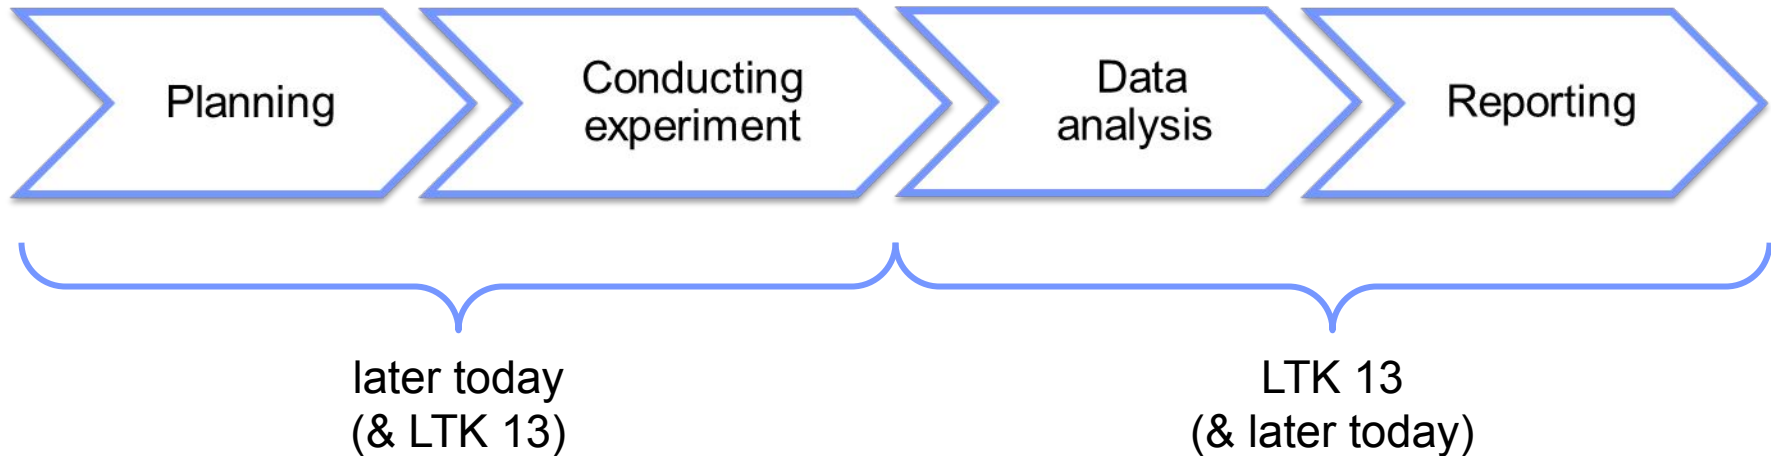 Planning
Conducting
experiment
Data
analysis
Reporting
later today
(& LTK 13)
LTK 13
(& later today)